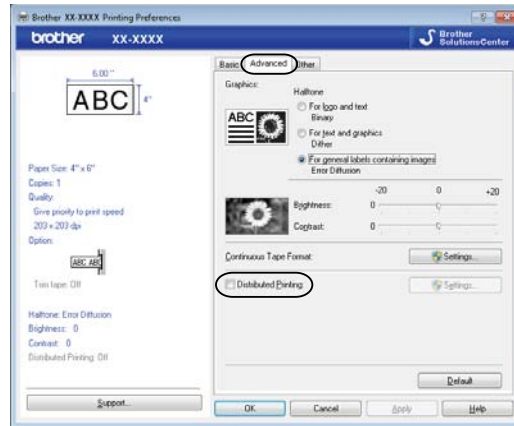 Brother XX-XXXX Printing Preferences
brother XX-XXXX
Brother
SolutionsCenter
6.00 "
ABC
4"
Paper Size: 4" x 6"
Copies: 1
Quality:
Give priority to print speed
203 x 203 dpi
Option:
ABC ABC
Trim tape: Off
Halftone: Error Diffusion
Brightness: 0
Contrast: 0
Distributed Printing: Off
Support...
Basic Advanced Other
Graphics:
Halftone
ABC
For logo and text
Binary
For text and graphics
Dither
For general labels containing images
Error Diffusion
-20 0 +20
Brightness: 0
Contrast: 0
Continuous Tape Format: Settings...
Distributed Printing: Settings...
Default
OK Cancel Apply Help